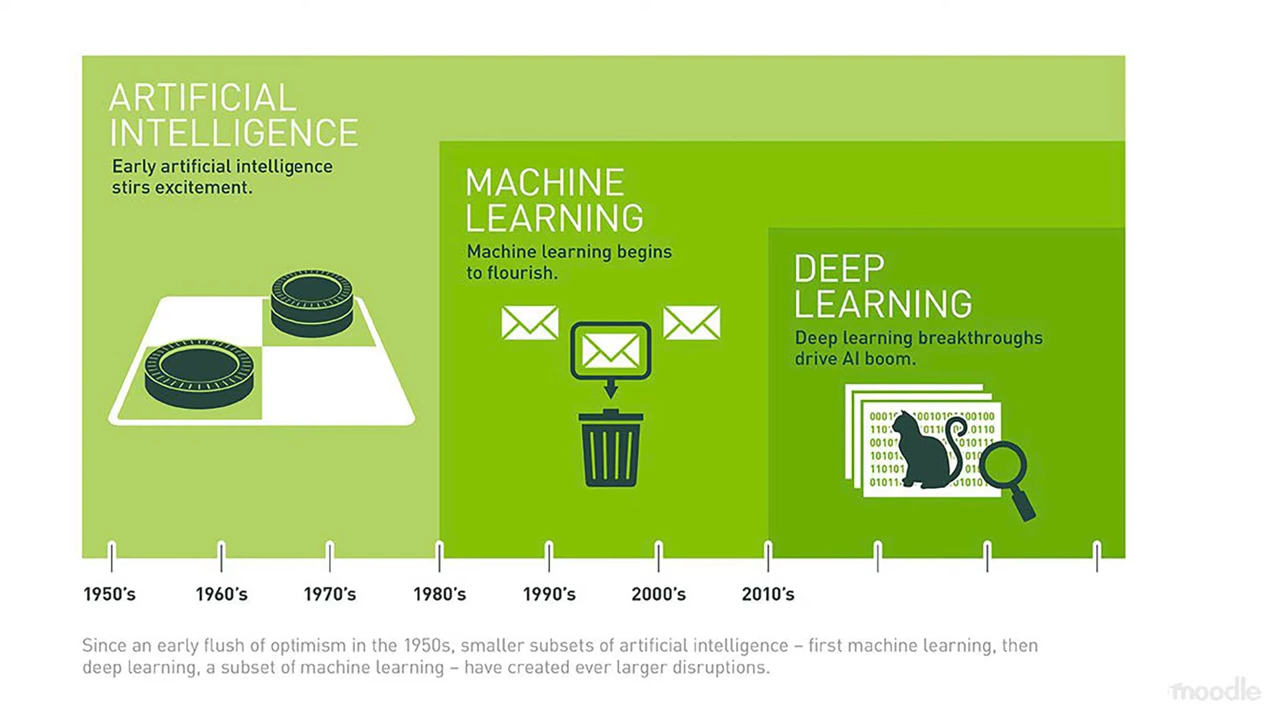 ARTIFICIAL
INTELLIGENCE
Early artificial intelligence
stirs excitement.
MACHINE
LEARNING
Machine learning begins
to flourish.
DEEP
LEARNING
Deep learning breakthroughs
drive AI boom.
1950's 1960's 1970's 1980's 1990's 2000's 2010's
Since an early flush of optimism in the 1950s, smaller subsets of artificial intelligence – first machine learning, then
deep learning, a subset of machine learning – have created ever larger disruptions.
moodle